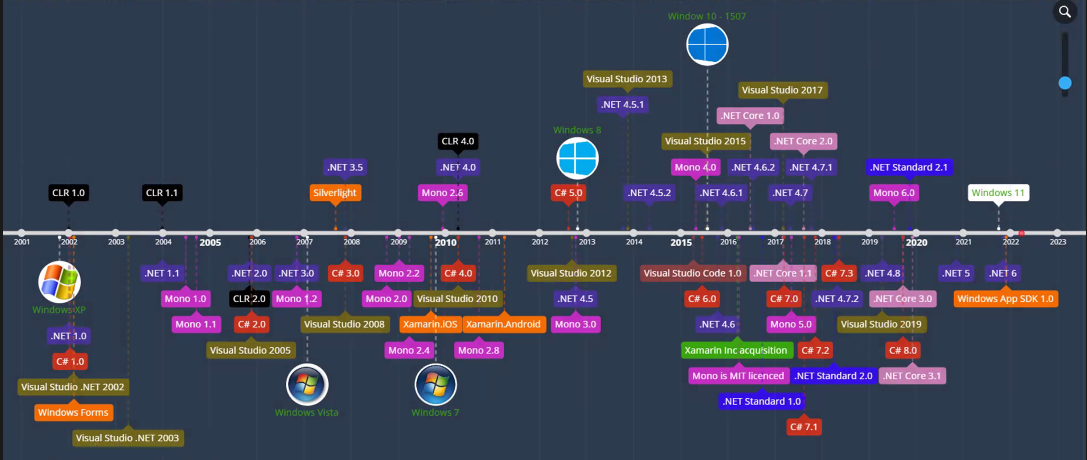 Window 10 - 1507
Visual Studio 2013
Visual Studio 2017
.NET 4.5.1
.NET Core 1.0
Windows 8
CLR 4.0
Visual Studio 2015
.NET Core 2.0
.NET 3.5
.NET 4.0
Mono 4.0
.NET 4.6.2
.NET 4.7.1
.NET Standard 2.1
CLR 1.0
CLR 1.1
Silverlight
Mono 2.6
C# 5.0
.NET 4.5.2
.NET 4.6.1
.NET 4.7
Mono 6.0
Windows 11
2001 2002 2003 2004 2005 2006 2007 2008 2009 2010 2011 2012 2013 2014 2015 2016 2017 2018 2019 2020 2021 2022 2023
.NET 1.1
.NET 2.0
.NET 3.0
C# 3.0
Mono 2.2
C# 4.0
Visual Studio 2012
Visual Studio Code 1.0
.NET Core 1.1
C# 7.3
.NET 4.8
.NET 5
.NET 6
Mono 1.0
CLR 2.0
Mono 1.2
Mono 2.0
Visual Studio 2010
.NET 4.5
C# 6.0
C# 7.0
.NET 4.7.2
.NET Core 3.0
Windows App SDK 1.0
Windows XP
Mono 1.1
C# 2.0
Visual Studio 2008
Xamarin.iOS
Xamarin.Android
Mono 3.0
.NET 4.6
Mono 5.0
Visual Studio 2019
.NET 1.0
Visual Studio 2005
Mono 2.4
Mono 2.8
Xamarin Inc acquisition
C# 7.2
C# 8.0
C# 1.0
Mono is MIT licenced
.NET Standard 2.0
.NET Core 3.1
Visual Studio .NET 2002
.NET Standard 1.0
Windows Forms
Windows Vista
Windows 7
C# 7.1
Visual Studio .NET 2003